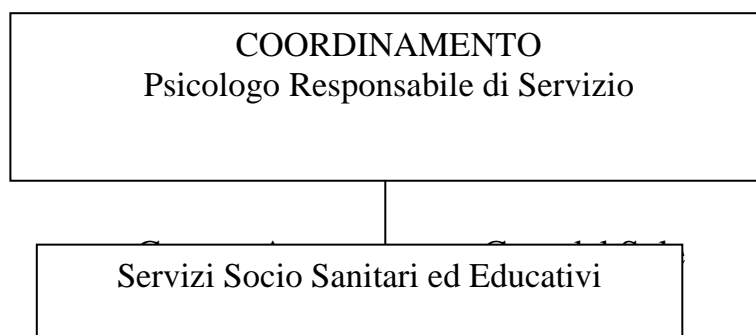 COORDINAMENTO
Psicologo Responsabile di Servizio
Servizi Socio Sanitari ed Educativi